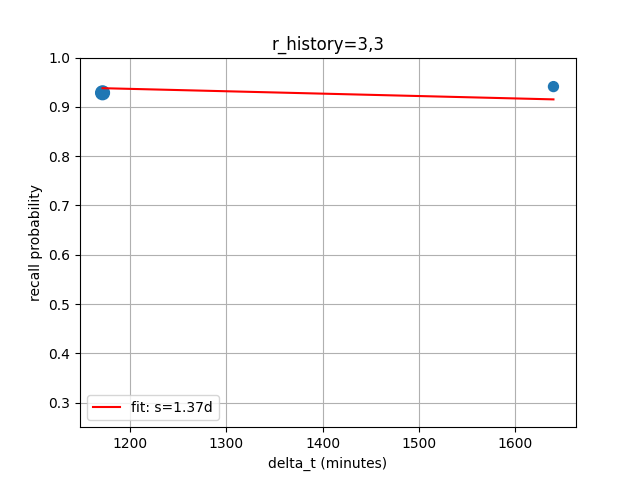 r_history=3,3
recall probability
1.0
0.9
0.8
0.7
0.6
0.5
0.4
0.3
fit: s=1.37d
1200 1300 1400 1500 1600
delta_t (minutes)